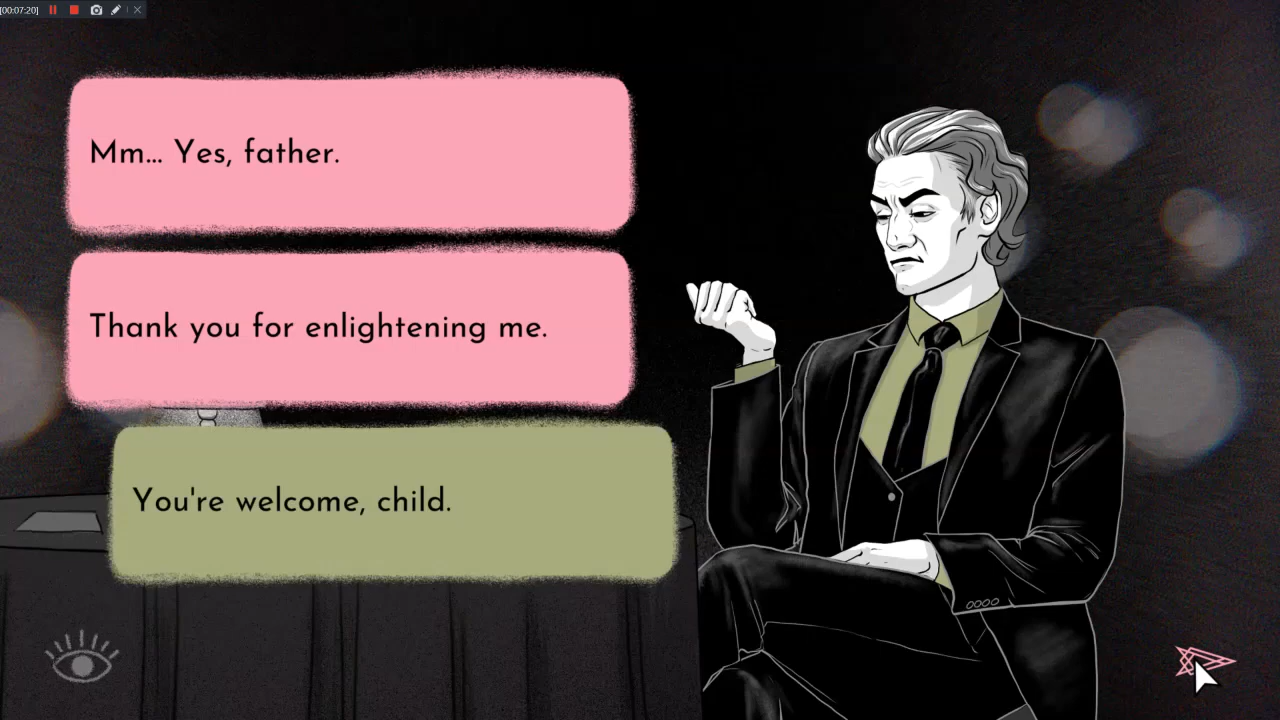 [00:07:20]
Mm... Yes, father.
Thank you for enlightening me.
You're welcome, child.